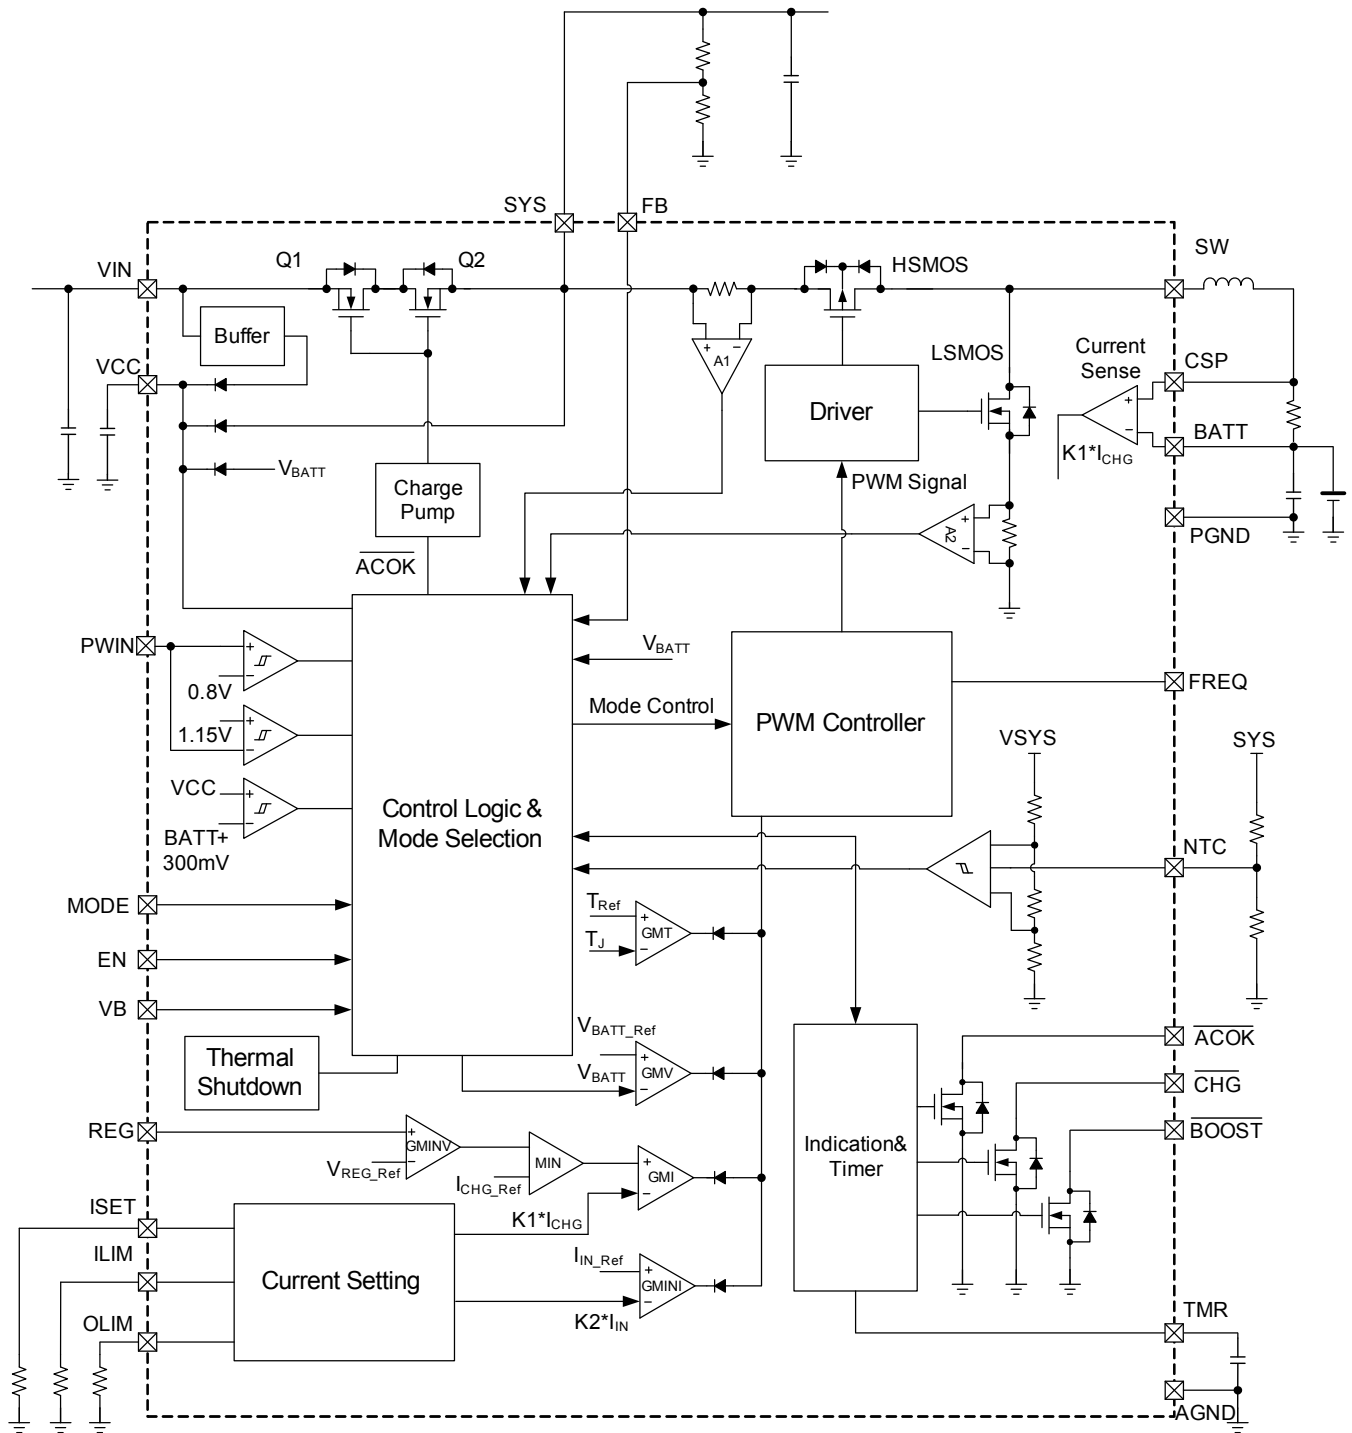 SYS
FB
VIN
Q1
Q2
HSMOS
SW
Buffer
+
−
A1
LSMOS
VCC
Current
Sense
CSP
Driver
+
−
BATT
K1*ICHG
VBATT
Charge
Pump
PWM Signal
+
−
A2
PGND
ACOK
PWIN
+
−
0.8V
VBATT
FREQ
Mode Control
PWM Controller
+
−
1.15V
VSYS
SYS
VCC
+
−
BATT+
300mV
Control Logic &
Mode Selection
NTC
MODE
TRef
+
GMT
TJ
−
EN
VB
VBATT_Ref
+
GMV
VBATT
−
Thermal
Shutdown
ACOK
CHG
REG
+
GMINV
−
VREG_Ref
MIN
ICHG_Ref
+
GMI
−
Indication&
Timer
BOOST
ISET
K1*ICHG
ILIM
Current Setting
IIN_Ref
+
GMINI
−
K2*IIN
OLIM
TMR
AGND